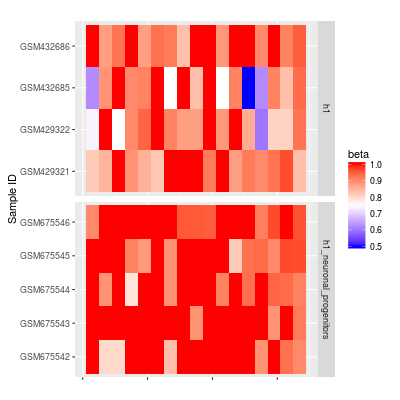 GSM432686
GSM432685
GSM429322
GSM429321
h1
Sample ID
GSM675546
GSM675545
GSM675544
GSM675543
GSM675542
h1_neuronal_progenitors
beta
1.0
0.9
0.8
0.7
0.6
0.5